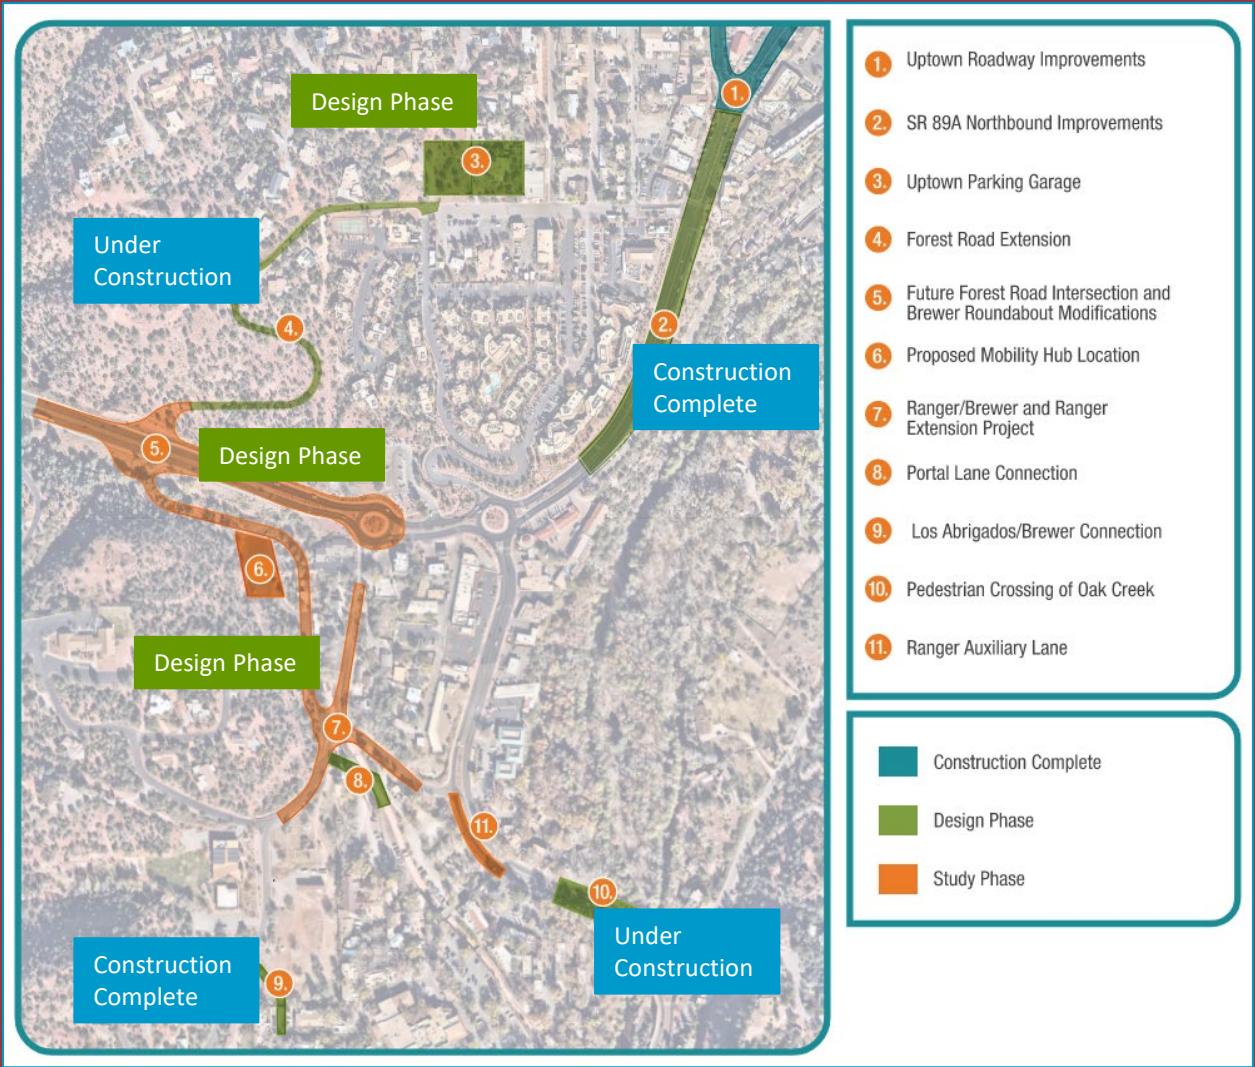 Design Phase
3.
1.
Under
Construction
4.
2.
Construction
Complete
5.
Design Phase
6.
Design Phase
7.
8.
11.
10.
Under
Construction
Construction
Complete
9.
1. Uptown Roadway Improvements
2. SR 89A Northbound Improvements
3. Uptown Parking Garage
4. Forest Road Extension
5. Future Forest Road Intersection and
Brewer Roundabout Modifications
6. Proposed Mobility Hub Location
7. Ranger/Brewer and Ranger
Extension Project
8. Portal Lane Connection
9. Los Abrigados/Brewer Connection
10. Pedestrian Crossing of Oak Creek
11. Ranger Auxiliary Lane
Construction Complete
Design Phase
Study Phase